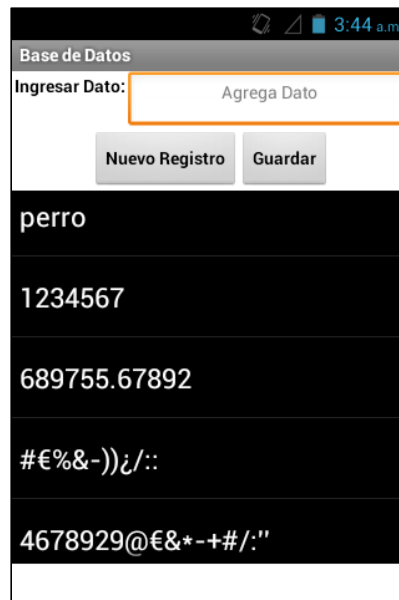 3:44 a.m
Base de Datos
Ingresar Dato: Agrega Dato
Nuevo Registro Guardar
perro
1234567
689755.67892
#€%&-))¿/::
4678929@€&*-+#/:"